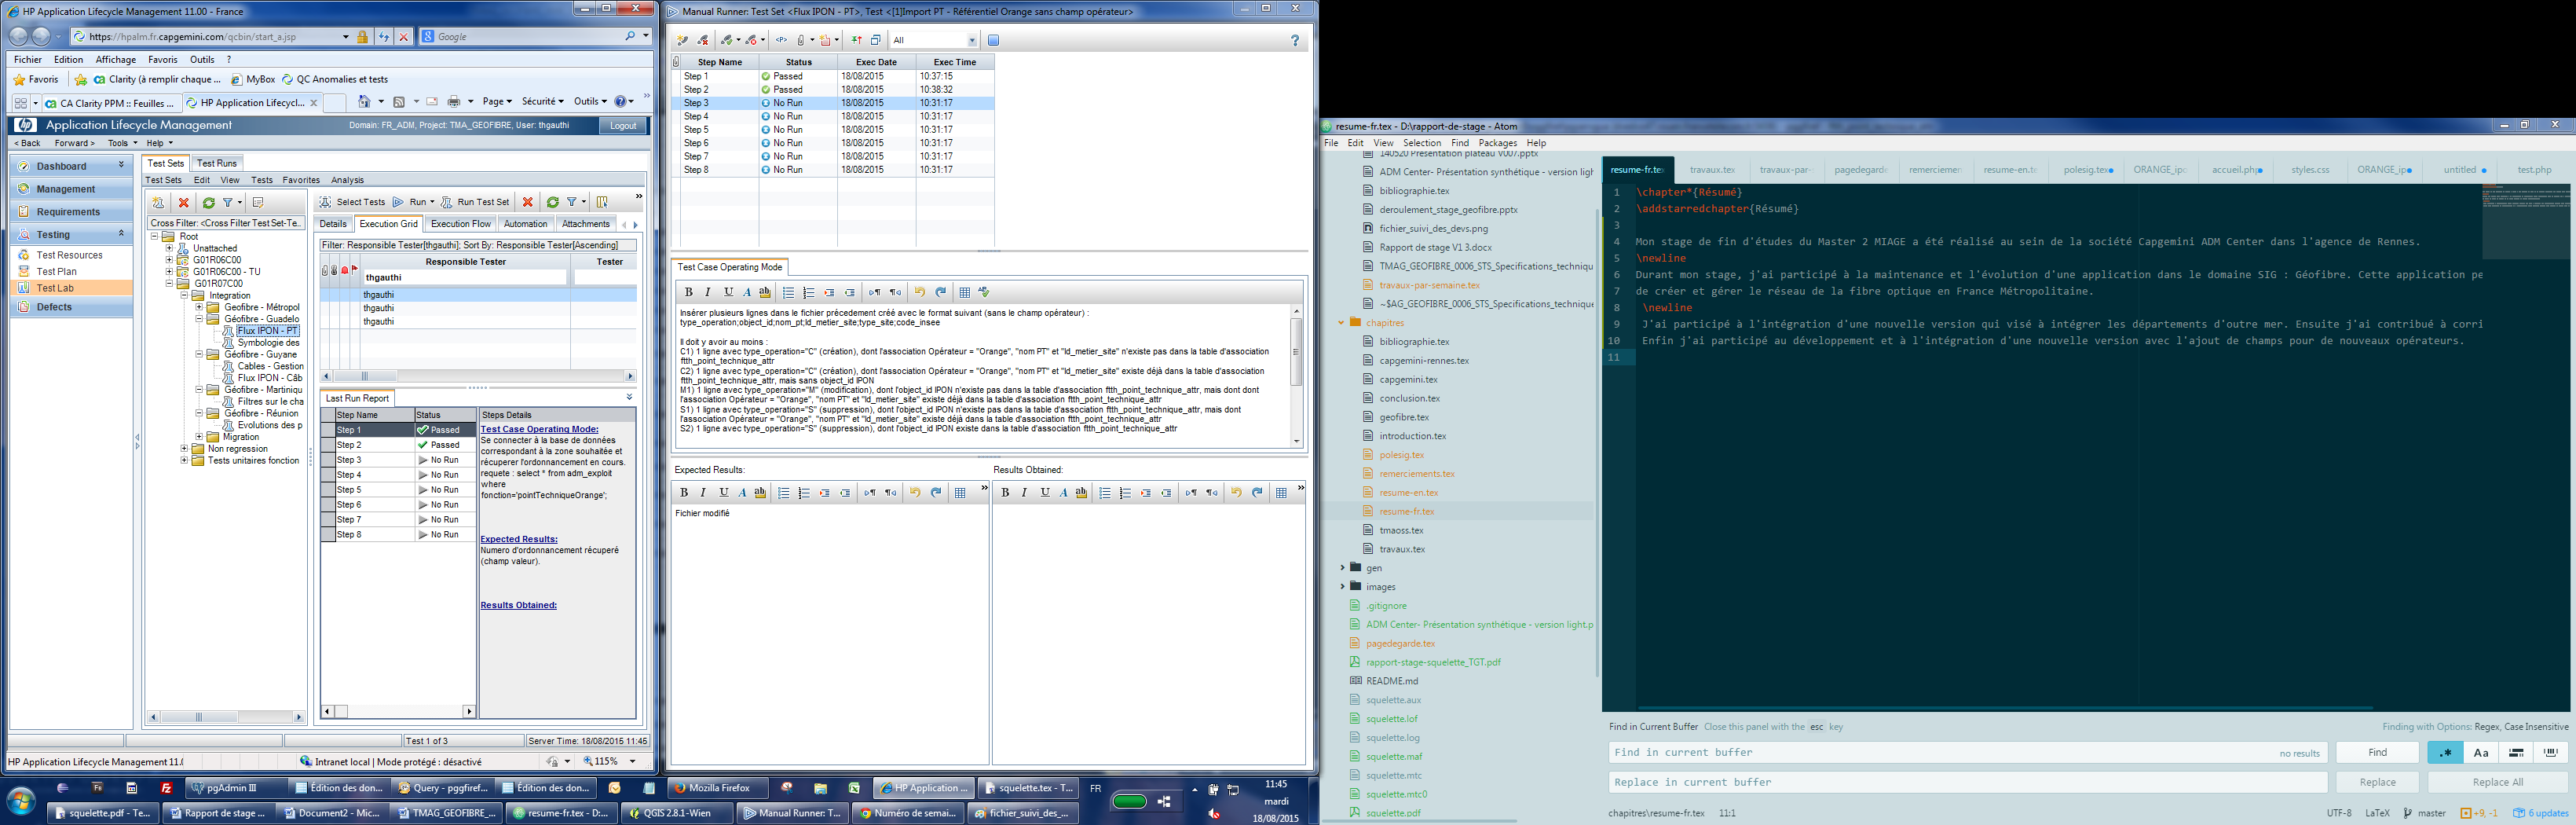 HP Application Lifecycle Management 11.00 - France
https://hpalm.fr.capgemini.com/qcbin/start_a.jsp
Google
Fichier Edition Affichage Favoris Outils ?
Favoris Clarity (à remplir chaque ... MyBox QC Anomalies et tests
CA Clarity PPM :: Feuilles ... HP Application Lifecycl... Page Sécurité Outils
Application Lifecycle Management Domain: FR_ADM, Project: TMA_GEOFIBRE, User: thgauthi Logout
< Back Forward > Tools Help
Dashboard
Management
Requirements
Testing
Test Resources
Test Plan
Test Lab
Defects
Test Sets Test Runs
Test Sets Edit View Tests Favorites Analysis
Cross Filter: <Cross Filter Test Set-Te..
Root
Unattached
G01R06C00
G01R06C00 - TU
G01R07C00
Integration
Géofibre - Métropol
Géofibre - Guadelo
Flux IPON - PT
Symbologie des
Géofibre - Guyane
Cables - Gestion
Flux IPON - Câb
Géofibre - Martiniqu
Filtres sur le cha
Géofibre - Réunion
Evolutions des p
Migration
Non regression
Tests unitaires fonction
Select Tests Run Run Test Set
Details Execution Grid Execution Flow Automation Attachments
Filter: Responsible Tester[thgauthi]; Sort By: Responsible Tester[Ascending]
Responsible Tester Tester
thgauthi
thgauthi
thgauthi
thgauthi
Last Run Report
Step Name Status
Step 1 Passed
Step 2 Passed
Step 3 No Run
Step 4 No Run
Step 5 No Run
Step 6 No Run
Step 7 No Run
Step 8 No Run
Steps Details
Test Case Operating Mode:
Se connecter à la base de données
correspondant à la zone souhaitée et
récuperer l'ordonnancement en cours.
requete : select * from adm_exploit
where
fonction='pointTechniqueOrange';
Expected Results:
Numero d'ordonnancement récuperé
(champ valeur).
Results Obtained:
Test 1 of 3 Server Time: 18/08/2015 11:45
HP Application Lifecycle Management 11.( Intranet local | Mode protégé : désactivé 115%
Manual Runner: Test Set <Flux IPON - PT>, Test <[1]Import PT - Référentiel Orange sans champ opérateur>
All
Step Name Status Exec Date Exec Time
Step 1 Passed 18/08/2015 10:37:15
Step 2 Passed 18/08/2015 10:38:32
Step 3 No Run 18/08/2015 10:31:17
Step 4 No Run 18/08/2015 10:31:17
Step 5 No Run 18/08/2015 10:31:17
Step 6 No Run 18/08/2015 10:31:17
Step 7 No Run 18/08/2015 10:31:17
Step 8 No Run 18/08/2015 10:31:17
Test Case Operating Mode
Insérer plusieurs lignes dans le fichier précedement créé avec le format suivant (sans le champ opérateur) :
type_operation;object_id;nom_pt;Id_metier_site;type_site;code_insee
Il doit y avoir au moins :
C1) 1 ligne avec type_operation="C" (création), dont l'association Opérateur = "Orange", "nom PT" et "Id_metier_site" n'existe pas dans la table d'association
ftth_point_technique_attr
C2) 1 ligne avec type_operation="C" (création), dont l'association Opérateur = "Orange", "nom PT" et "Id_metier_site" existe déjà dans la table d'association
ftth_point_technique_attr, mais sans object_id IPON
M1) 1 ligne avec type_operation="M" (modification), dont l'object_id IPON n'existe pas dans la table d'association ftth_point_technique_attr, mais dont dont
l'association Opérateur = "Orange", "nom PT" et "Id_metier_site" existe déjà dans la table d'association ftth_point_technique_attr
S1) 1 ligne avec type_operation="S" (suppression), dont l'object_id IPON n'existe pas dans la table d'association ftth_point_technique_attr, mais dont
l'association Opérateur = "Orange", "nom PT" et "Id_metier_site" existe déjà dans la table d'association ftth_point_technique_attr
S2) 1 ligne avec type_operation="S" (suppression), dont l'object_id IPON existe dans la table d'association ftth_point_technique_attr
Expected Results: Results Obtained:
Fichier modifié
resume-fr.tex - D:\rapport-de-stage - Atom
File Edit View Selection Find Packages Help
140520 Présentation plateau V007.pptx
ADM Center- Présentation synthétique - version ligh
bibliographie.tex
deroulement_stage_geofibre.pptx
fichier_suivi_des_devs.png
Rapport de stage V1 3.docx
TMAG_GEOFIBRE_0006_STS_Specifications_techniqu
travaux-par-semaine.tex
~$AG_GEOFIBRE_0006_STS_Specifications_technique
chapitres
bibliographie.tex
capgemini-rennes.tex
capgemini.tex
conclusion.tex
geofibre.tex
introduction.tex
polesig.tex
remerciements.tex
resume-en.tex
resume-fr.tex
tmaoss.tex
travaux.tex
gen
images
.gitignore
ADM Center- Présentation synthétique - version light.p
pagedegarde.tex
rapport-stage-squelette_TGT.pdf
README.md
squelette.aux
squelette.lof
squelette.log
squelette.maf
squelette.mtc
squelette.mtc0
squelette.pdf
resume-fr.tex travaux.tex travaux-par- pagedegarde remerciemen resume-en.te polesig.tex ORANGE_ipo accueil.php styles.css ORANGE_ip untitled test.php
1 \chapter*{Résumé}
2 \addstarredchapter{Résumé}
3
4 Mon stage de fin d'études du Master 2 MIAGE a été réalisé au sein de la société Capgemini ADM Center dans l'agence de Rennes.
5 \newline
6 Durant mon stage, j'ai participé à la maintenance et l'évolution d'une application dans le domaine SIG : Géofibre. Cette application pe
7 de créer et gérer le réseau de la fibre optique en France Métropolitaine.
8 \newline
9 J'ai participé à l'intégration d'une nouvelle version qui visé à intégrer les départements d'outre mer. Ensuite j'ai contribué à corri
10 Enfin j'ai participé au développement et à l'intégration d'une nouvelle version avec l'ajout de champs pour de nouveaux opérateurs.
11
Find in Current Buffer Close this panel with the esc key Finding with Options: Regex, Case Insensitive
Find in current buffer no results Find .* Aa
Replace in current buffer Replace Replace All
chapitres\resume-fr.tex 11:1 UTF-8 LaTeX master +9, -1 6 updates
pgAdmin III Édition des don... Query - pggfiref... Édition des don... Mozilla Firefox HP Application ... squelette.tex - T... FR 11:45
mardi
squelette.pdf - Te... Rapport de stage ... Document2 - Mic... TMAG_GEOFIBRE_... resume-fr.tex - D:... QGIS 2.8.1-Wien Manual Runner: T... Numéro de semai... fichier_suivi_des_... 18/08/2015